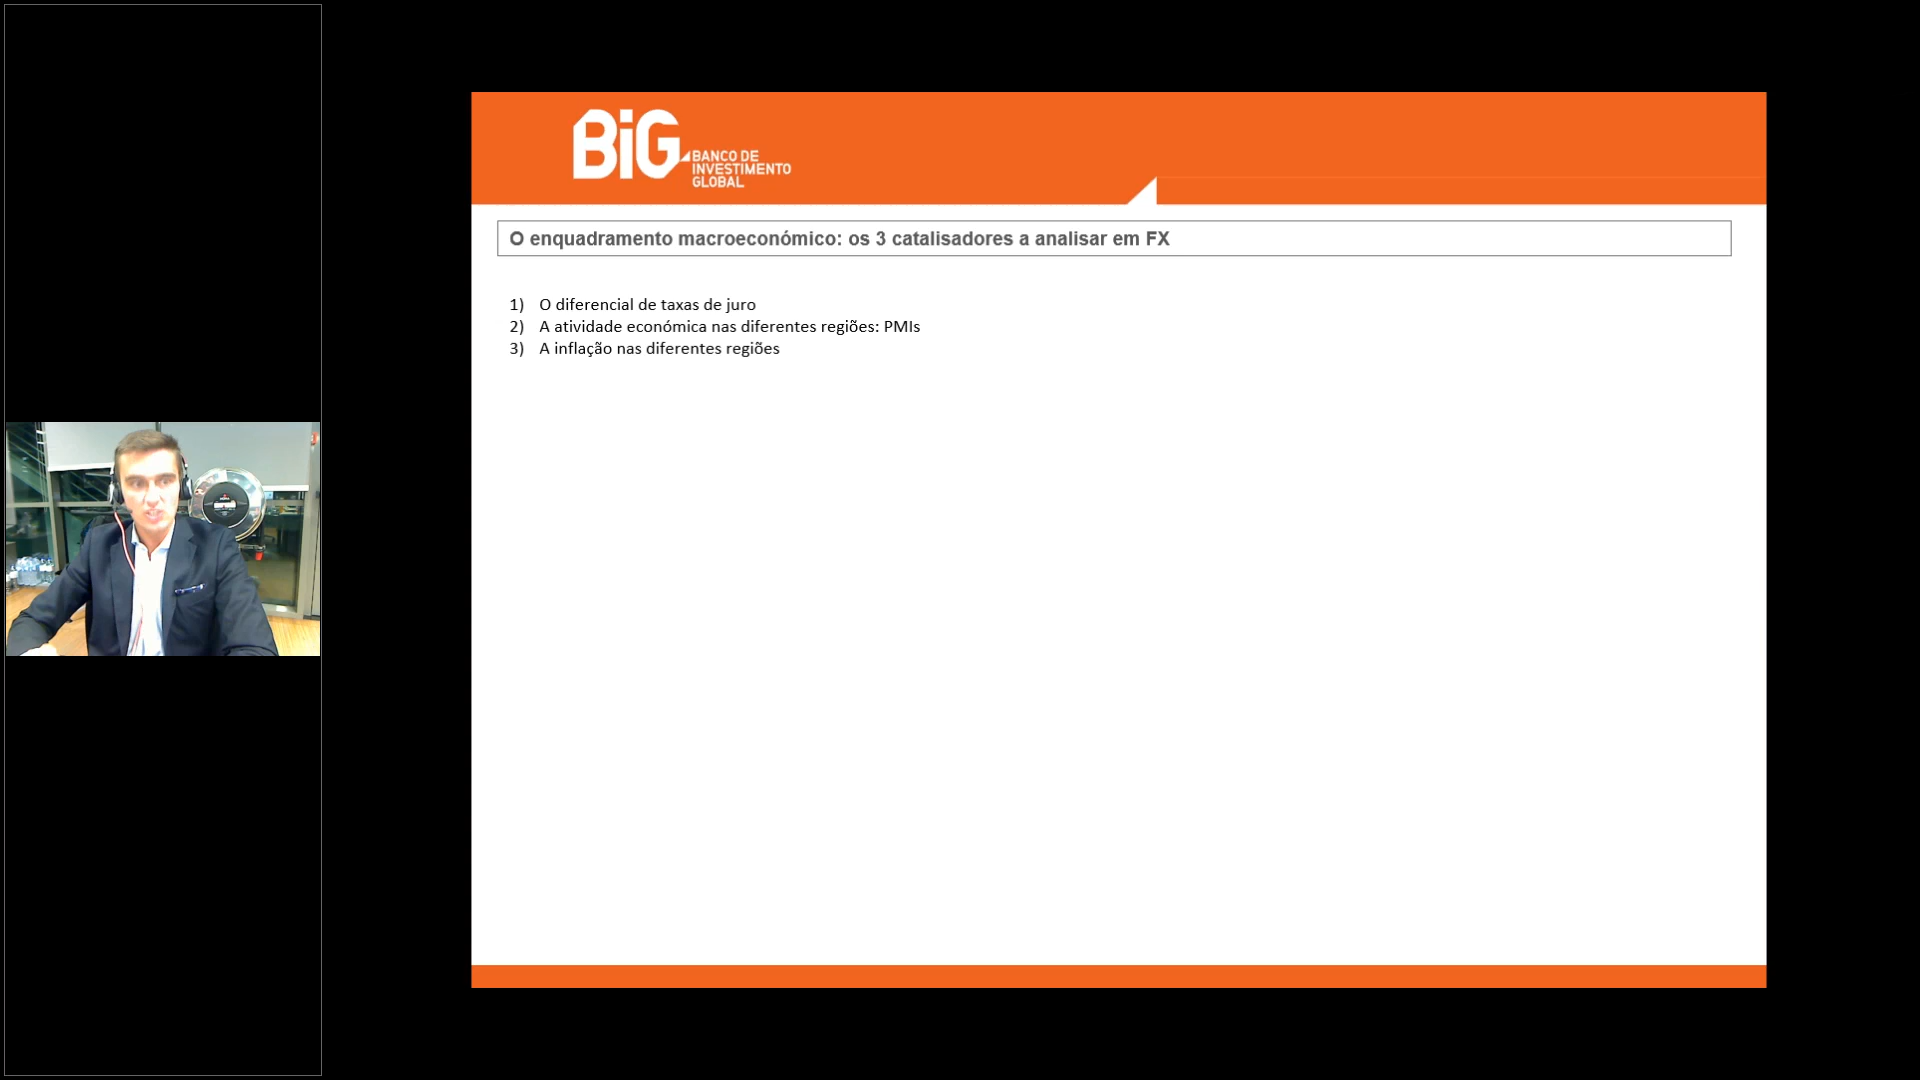 BiG
BANCO DE
INVESTIMENTO
GLOBAL
O enquadramento macroeconómico: os 3 catalisadores a analisar em FX
1) O diferencial de taxas de juro
2) A atividade económica nas diferentes regiões: PMIs
3) A inflação nas diferentes regiões